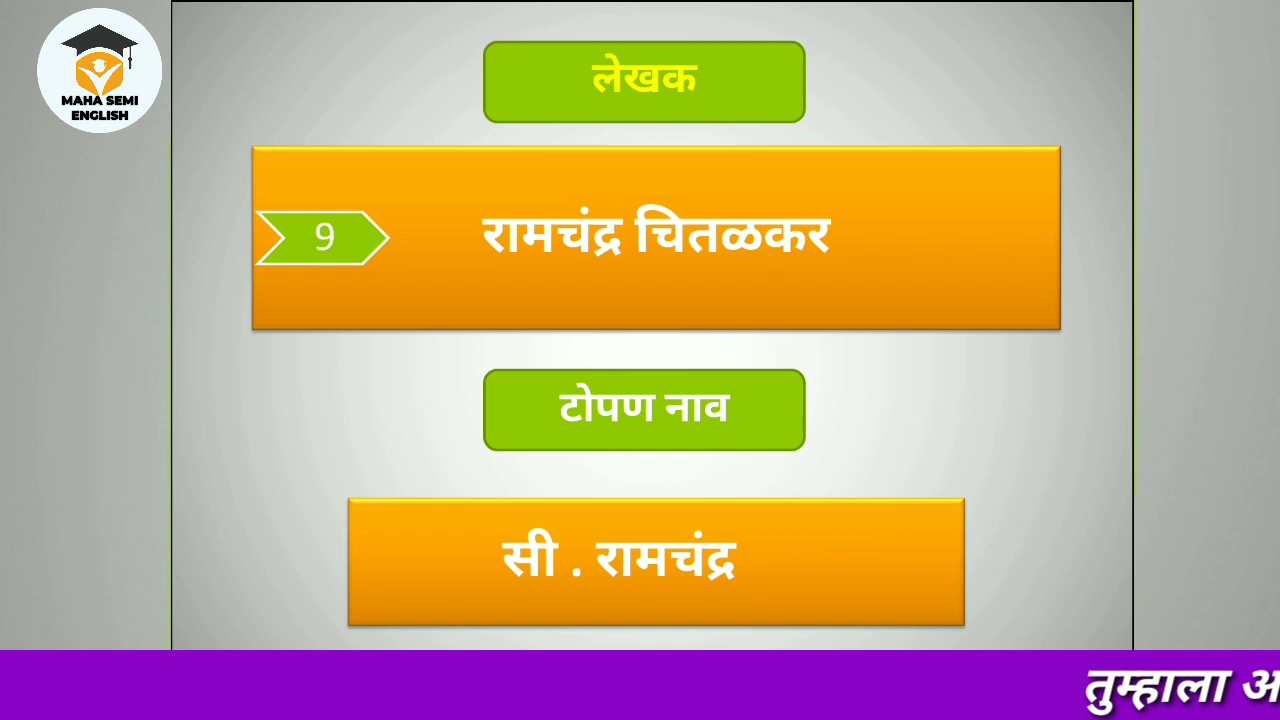 MAHA SEMI
ENGLISH
लेखक
9
रामचंद्र चितळकर
टोपण नाव
सी . रामचंद्र
तुम्हाला अ